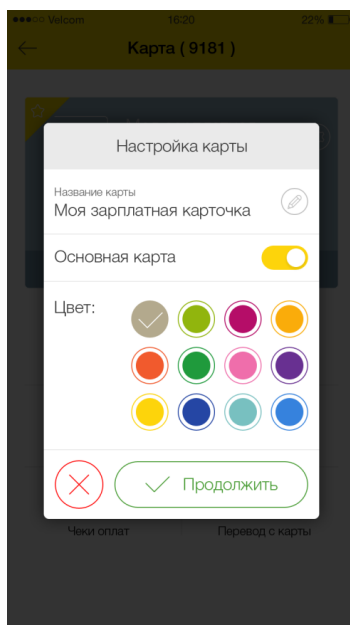 Velcom 16:20 22%
Карта ( 9181 )
Настройка карты
Название карты
Моя зарплатная карточка
Основная карта
Цвет:
Продолжить
Чеки оплат Перевод с карты